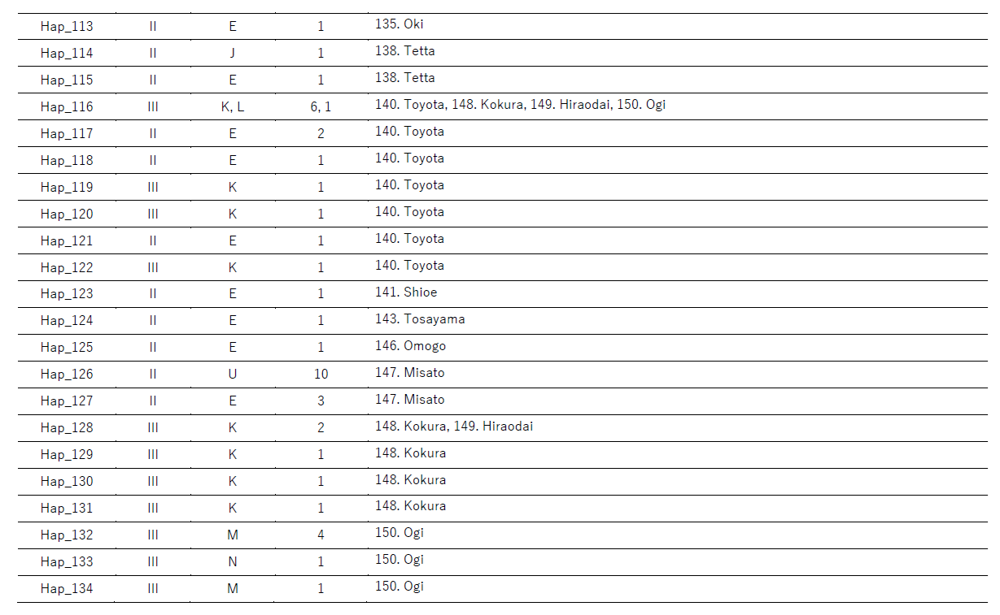 Hap_113 II E 1 135. Oki
Hap_114 II J 1 138. Tetta
Hap_115 II E 1 138. Tetta
Hap_116 III K, L 6, 1 140. Toyota, 148. Kokura, 149. Hiraodai, 150. Ogi
Hap_117 II E 2 140. Toyota
Hap_118 II E 1 140. Toyota
Hap_119 III K 1 140. Toyota
Hap_120 III K 1 140. Toyota
Hap_121 II E 1 140. Toyota
Hap_122 III K 1 140. Toyota
Hap_123 II E 1 141. Shioe
Hap_124 II E 1 143. Tosayama
Hap_125 II E 1 146. Omogo
Hap_126 II U 10 147. Misato
Hap_127 II E 3 147. Misato
Hap_128 III K 2 148. Kokura, 149. Hiraodai
Hap_129 III K 1 148. Kokura
Hap_130 III K 1 148. Kokura
Hap_131 III K 1 148. Kokura
Hap_132 III M 4 150. Ogi
Hap_133 III N 1 150. Ogi
Hap_134 III M 1 150. Ogi